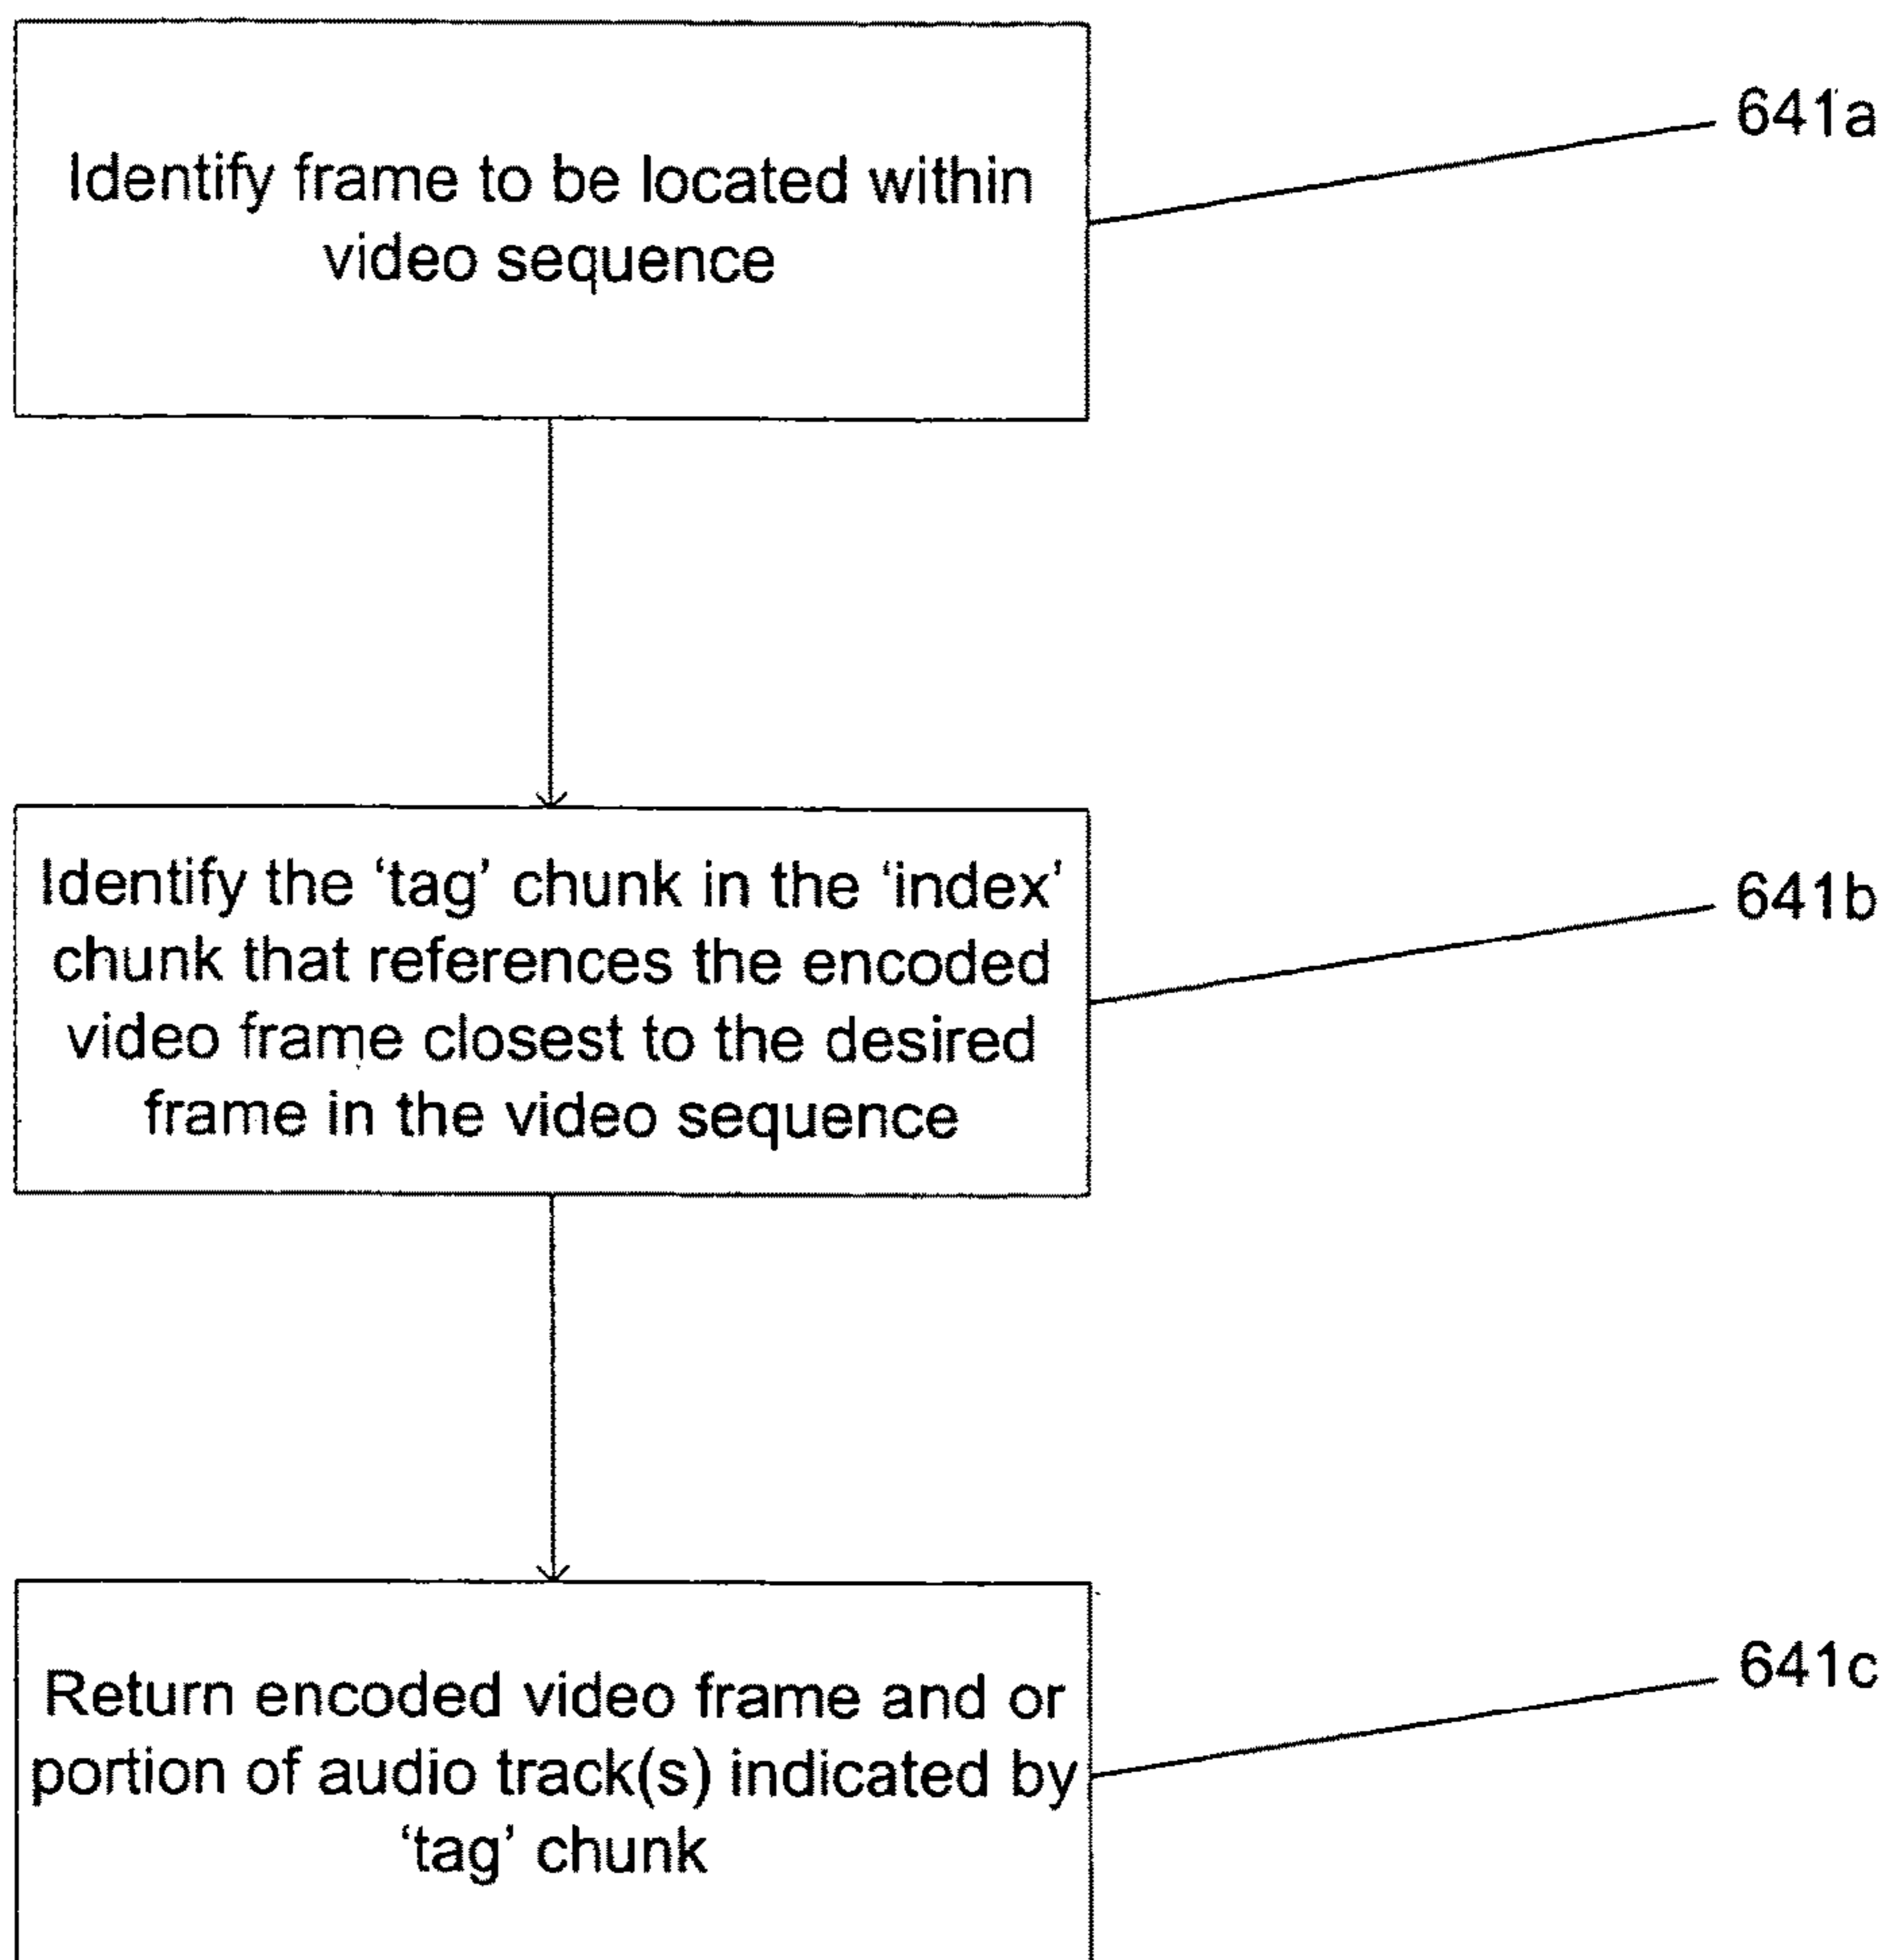 641a
Identify frame to be located within
video sequence
Identify the ‘tag’ chunk in the ‘index’
chunk that references the encoded
video frame closest to the desired
frame in the video sequence
641b
Return encoded video frame and or
portion of audio track(s) indicated by
‘tag’ chunk
641c